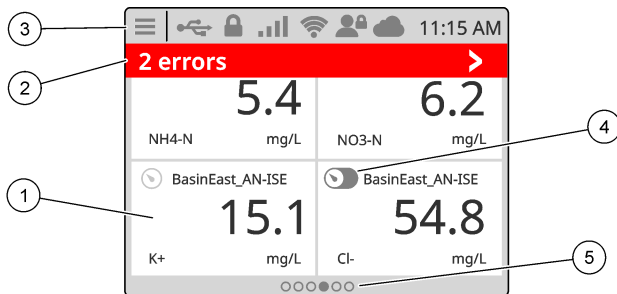 11:15 AM
2 errors
5.4
6.2
NH4-N mg/L
NO3-N mg/L
BasinEast_AN-ISE
BasinEast_AN-ISE
15.1
54.8
K+ mg/L
Cl- mg/L
1
2
3
4
5